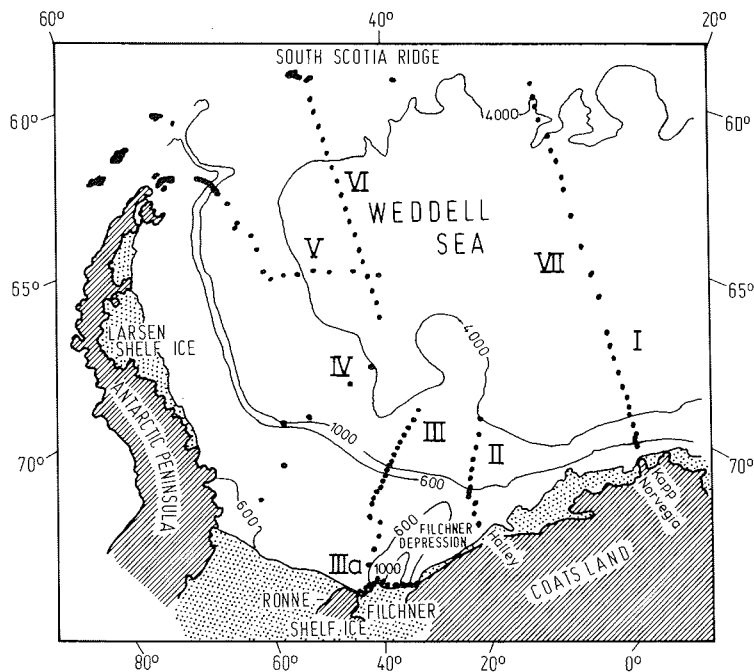 60° 40° 20°
SOUTH SCOTIA RIDGE
60° 60°
4000
VI
WEDDELL
SEA
V
VII
65° 65°
LARSEN
SHELF ICE
I
4000
IV
ANTARCTIC PENINSULA
1000
III
II
70° 70°
600
Kapp
Norvegia
600
600
FILCHNER
DEPRESSION
Halley
IIIa
1000
COATS LAND
RONNE
FILCHNER
SHELF ICE
80° 60° 40° 20° 0°